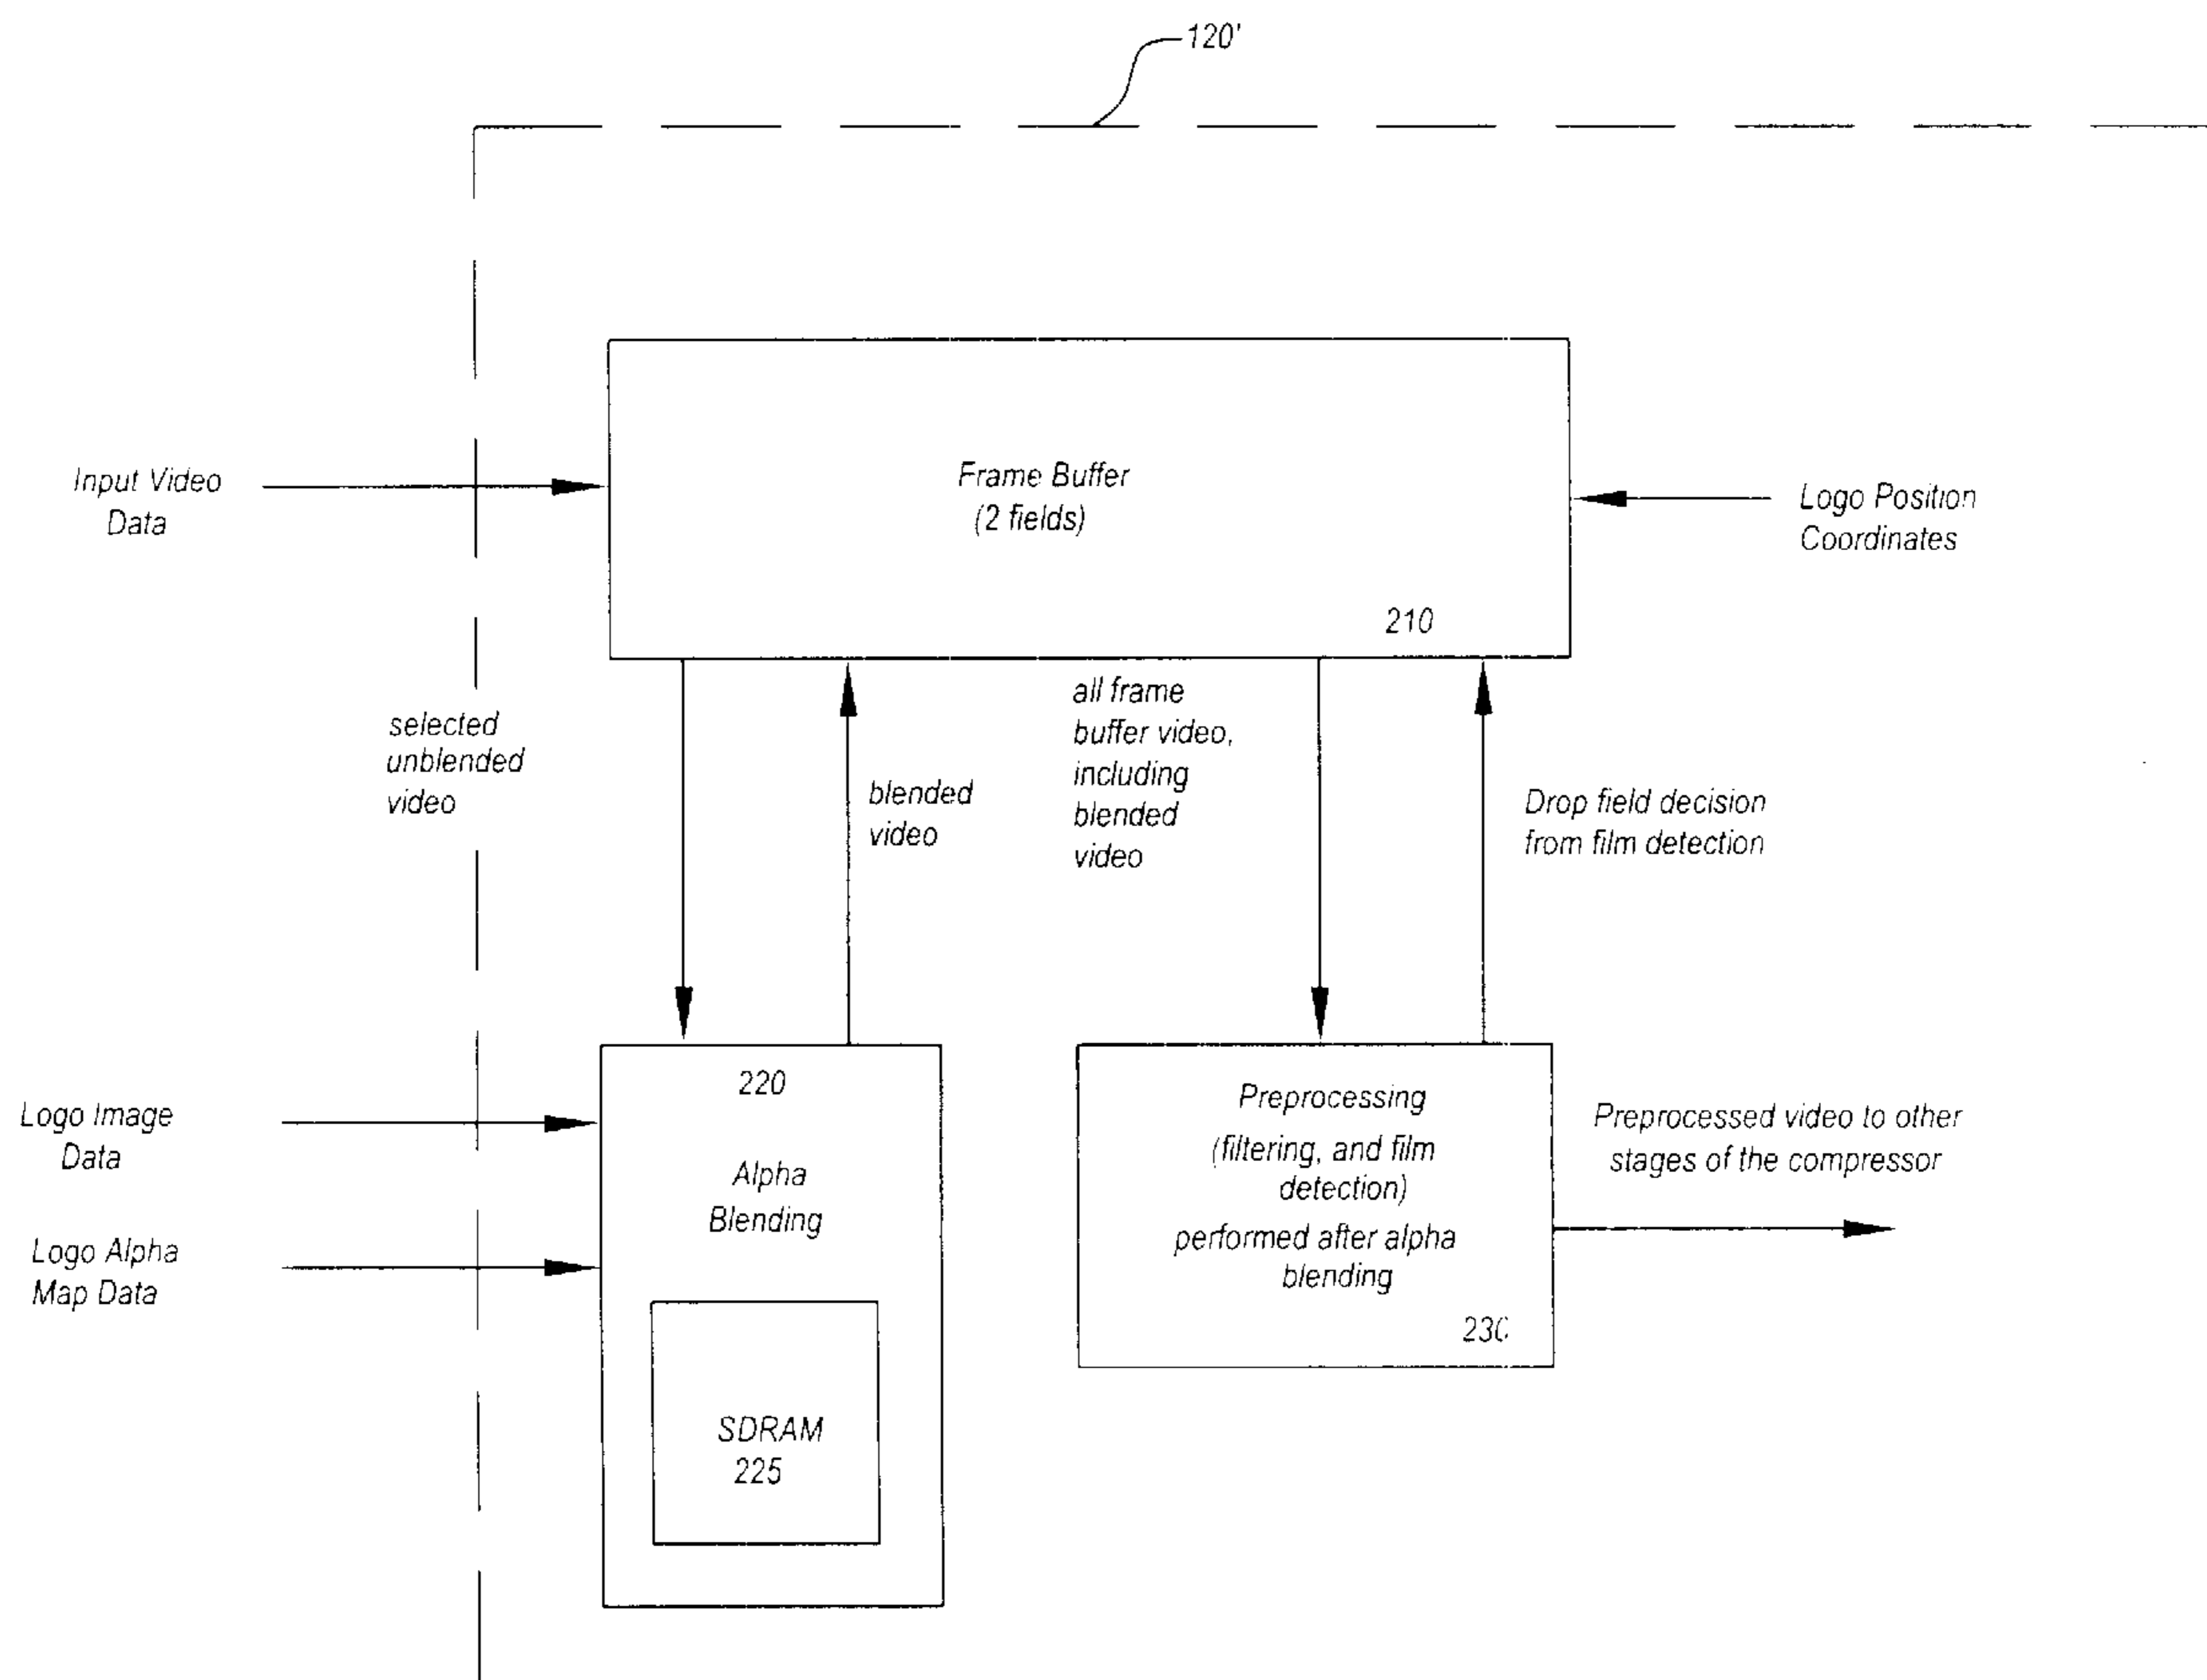 120'
Input Video
Data
Frame Buffer
(2 fields)
210
Logo Position
Coordinates
selected
unblended
video
blended
video
all frame
buffer video,
including
blended
video
Drop field decision
from film detection
Logo Image
Data
Logo Alpha
Map Data
220
Alpha
Blending
SDRAM
225
Preprocessing
(filtering, and film
detection)
performed after alpha
blending
230
Preprocessed video to other
stages of the compressor